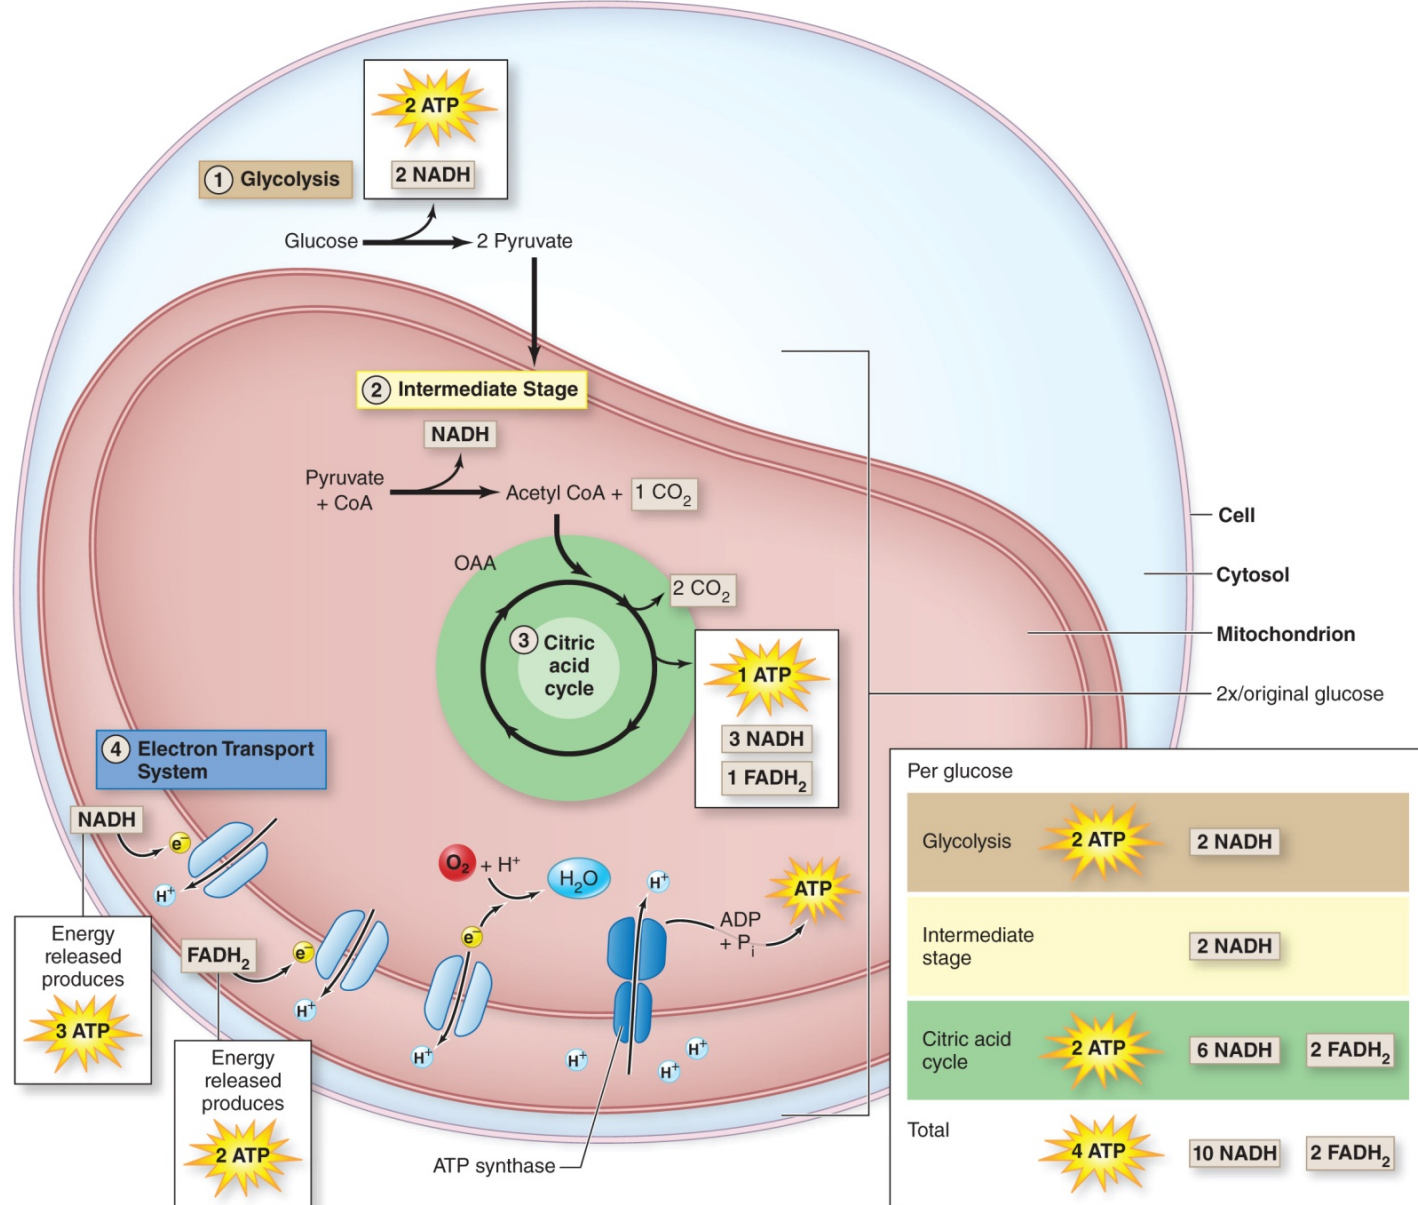 2 ATP
2 NADH
1 Glycolysis
Glucose
2 Pyruvate
2 Intermediate Stage
NADH
Pyruvate
+ CoA
Acetyl CoA +
1 CO₂
OAA
2 CO₂
3 Citric
acid
cycle
1 ATP
3 NADH
1 FADH₂
Cell
Cytosol
Mitochondrion
2x/original glucose
4 Electron Transport
System
NADH
e⁻
H⁺
Energy
released
produces
3 ATP
FADH₂
e⁻
H⁺
Energy
released
produces
2 ATP
O₂ + H⁺
H₂O
e⁻
H⁺
H⁺
ADP
+ Pᵢ
ATP
H⁺
H⁺
H⁺
ATP synthase
Per glucose
Glycolysis 2 ATP 2 NADH
Intermediate
stage
2 NADH
Citric acid
cycle
2 ATP 6 NADH 2 FADH₂
Total
4 ATP 10 NADH 2 FADH₂